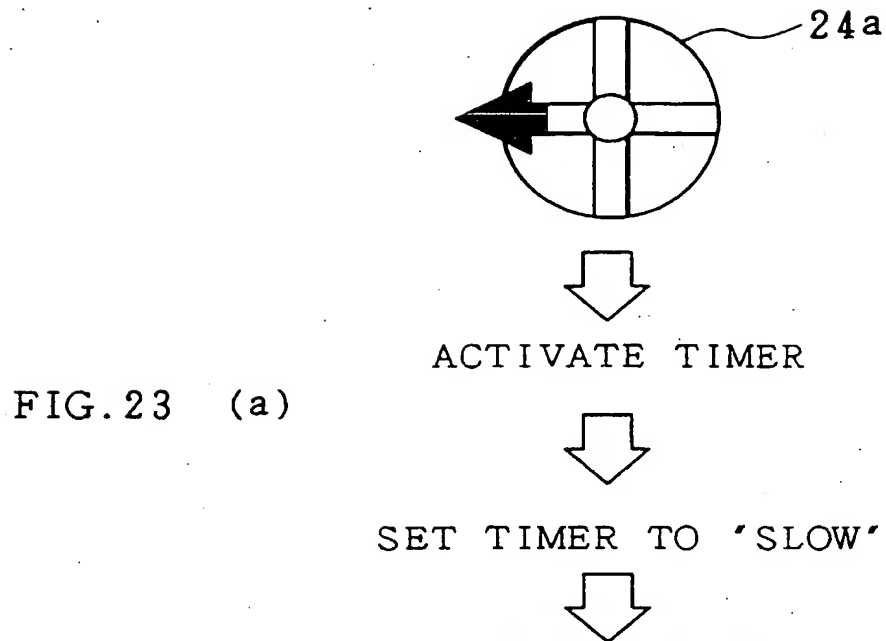 24a
ACTIVATE TIMER
FIG.23 (a)
SET TIMER TO ‘SLOW’